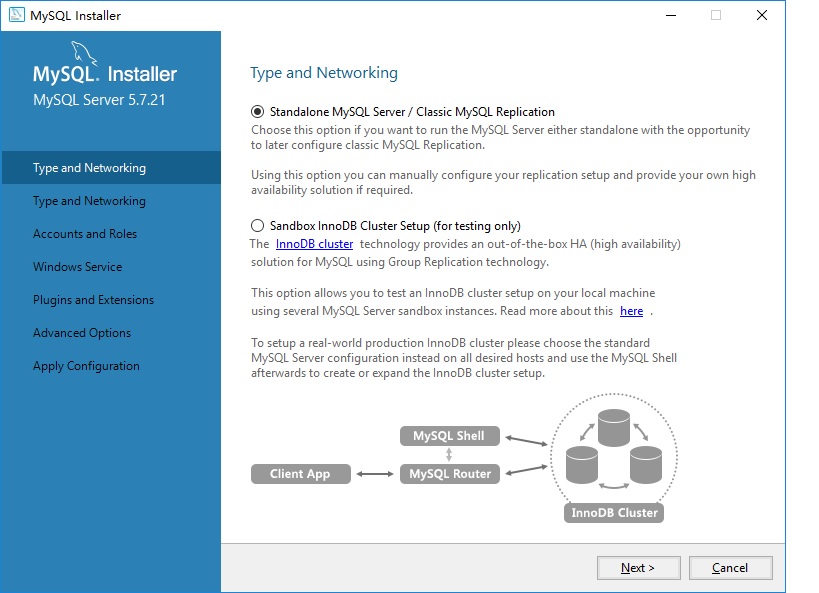 MySQL Installer
MySQL. Installer
MySQL Server 5.7.21
Type and Networking
Type and Networking
Accounts and Roles
Windows Service
Plugins and Extensions
Advanced Options
Apply Configuration
Type and Networking
Standalone MySQL Server / Classic MySQL Replication
Choose this option if you want to run the MySQL Server either standalone with the opportunity
to later configure classic MySQL Replication.
Using this option you can manually configure your replication setup and provide your own high
availability solution if required.
Sandbox InnoDB Cluster Setup (for testing only)
The InnoDB cluster technology provides an out-of-the-box HA (high availability)
solution for MySQL using Group Replication technology.
This option allows you to test an InnoDB cluster setup on your local machine
using several MySQL Server sandbox instances. Read more about this here .
To setup a real-world production InnoDB cluster please choose the standard
MySQL Server configuration instead on all desired hosts and use the MySQL Shell
afterwards to create or expand the InnoDB cluster setup.
MySQL Shell
Client App
MySQL Router
InnoDB Cluster
Next >
Cancel